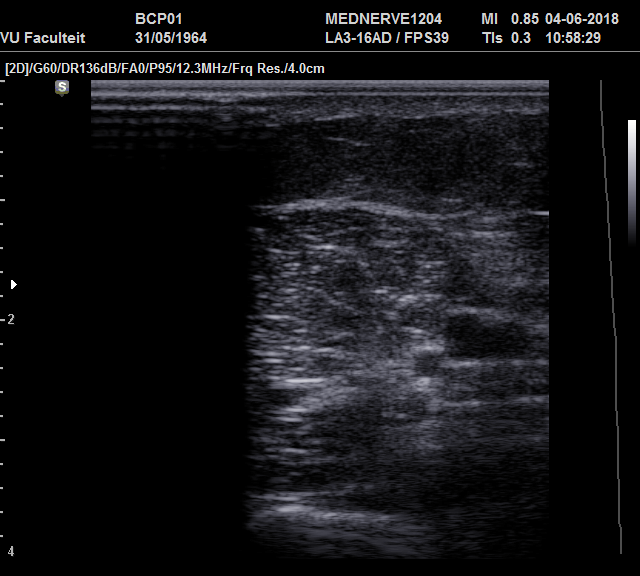 BCP01 MEDNERVE1204 MI 0.85 04-06-2018
VU Faculteit 31/05/1964 LA3-16AD / FPS39 TIs 0.3 10:58:29
[2D]/G60/DR136dB/FA0/P95/12.3MHz/Frq Res./4.0cm
S
2
4